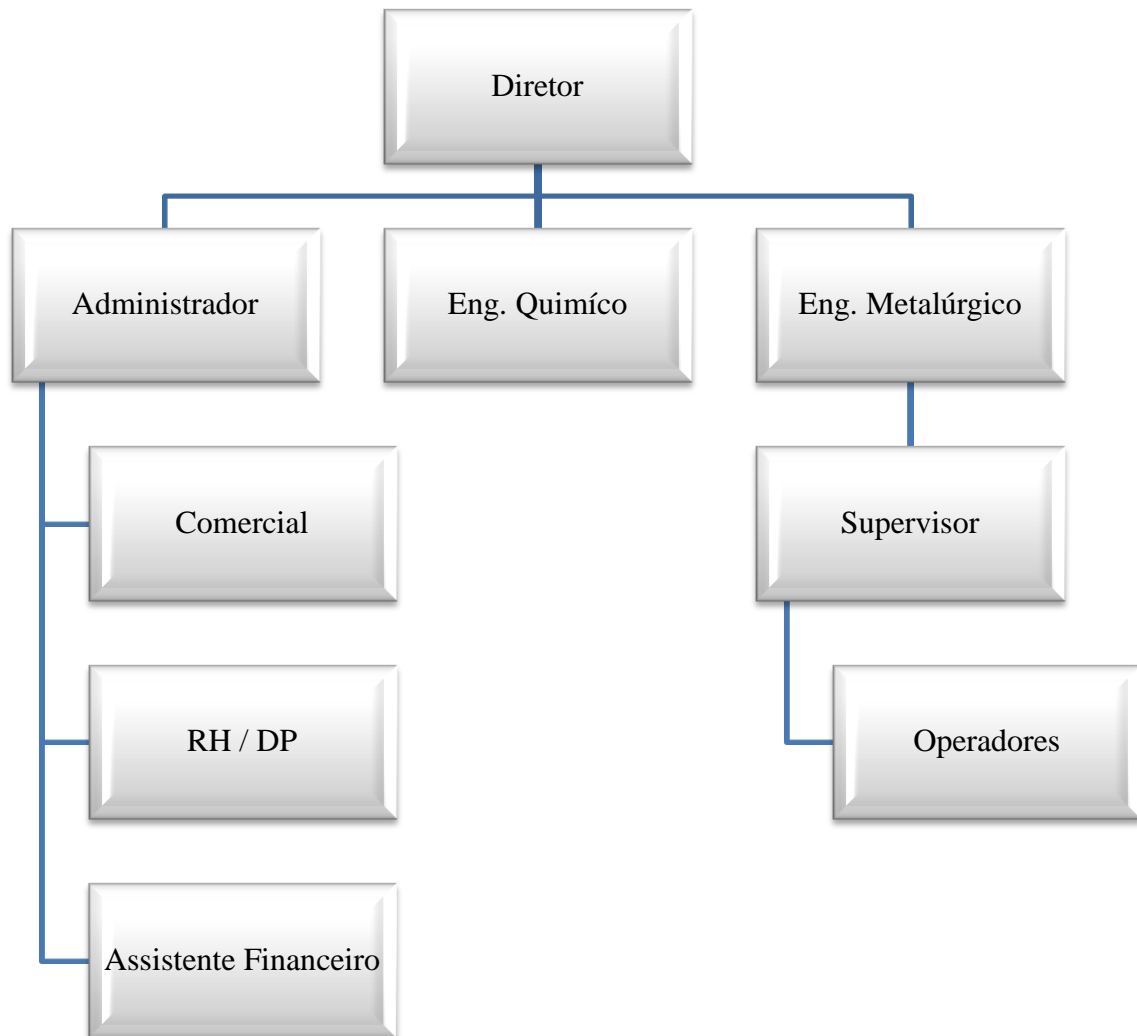 Diretor
Administrador
Eng. Quimíco
Eng. Metalúrgico
Comercial
Supervisor
RH / DP
Operadores
Assistente Financeiro